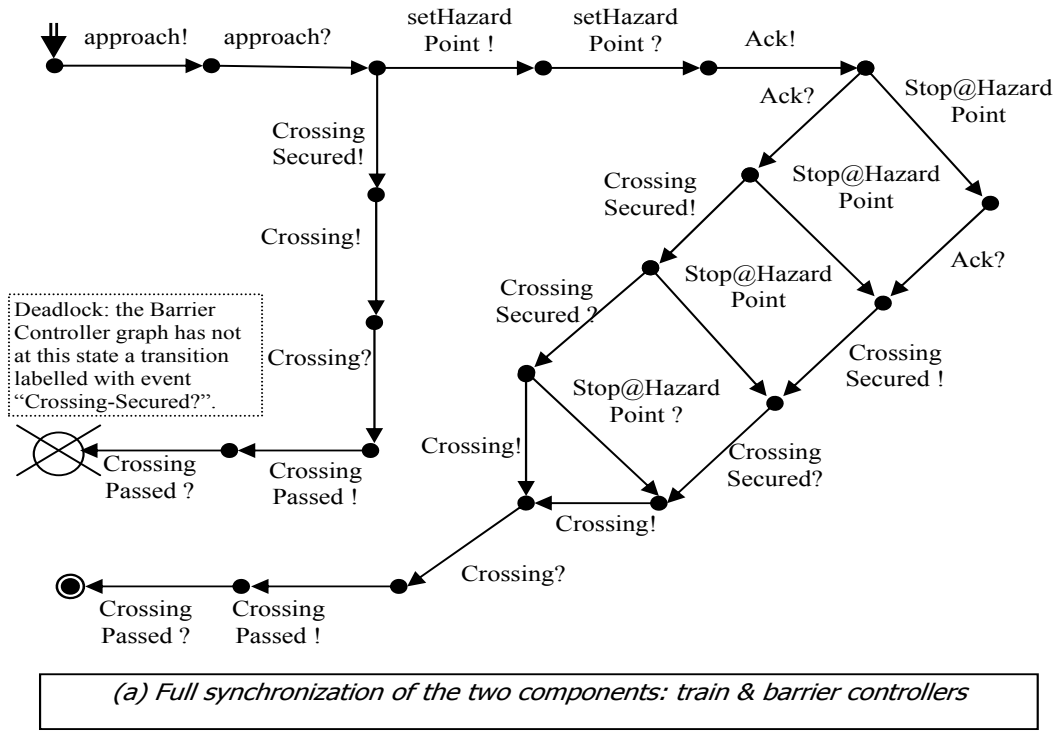 approach!
approach?
setHazard
Point !
setHazard
Point ?
Ack!
Stop@Hazard
Point
Ack?
Crossing
Secured!
Stop@Hazard
Point
Crossing
Secured!
Ack?
Crossing!
Stop@Hazard
Point
Crossing
Secured ?
Deadlock: the Barrier
Controller graph has not
at this state a transition
labelled with event
“Crossing-Secured?”.
Crossing?
Crossing
Secured !
Stop@Hazard
Point ?
Crossing!
Crossing
Secured?
Crossing
Passed ?
Crossing
Passed !
Crossing!
Crossing?
Crossing
Passed ?
Crossing
Passed !
(a) Full synchronization of the two components: train & barrier controllers